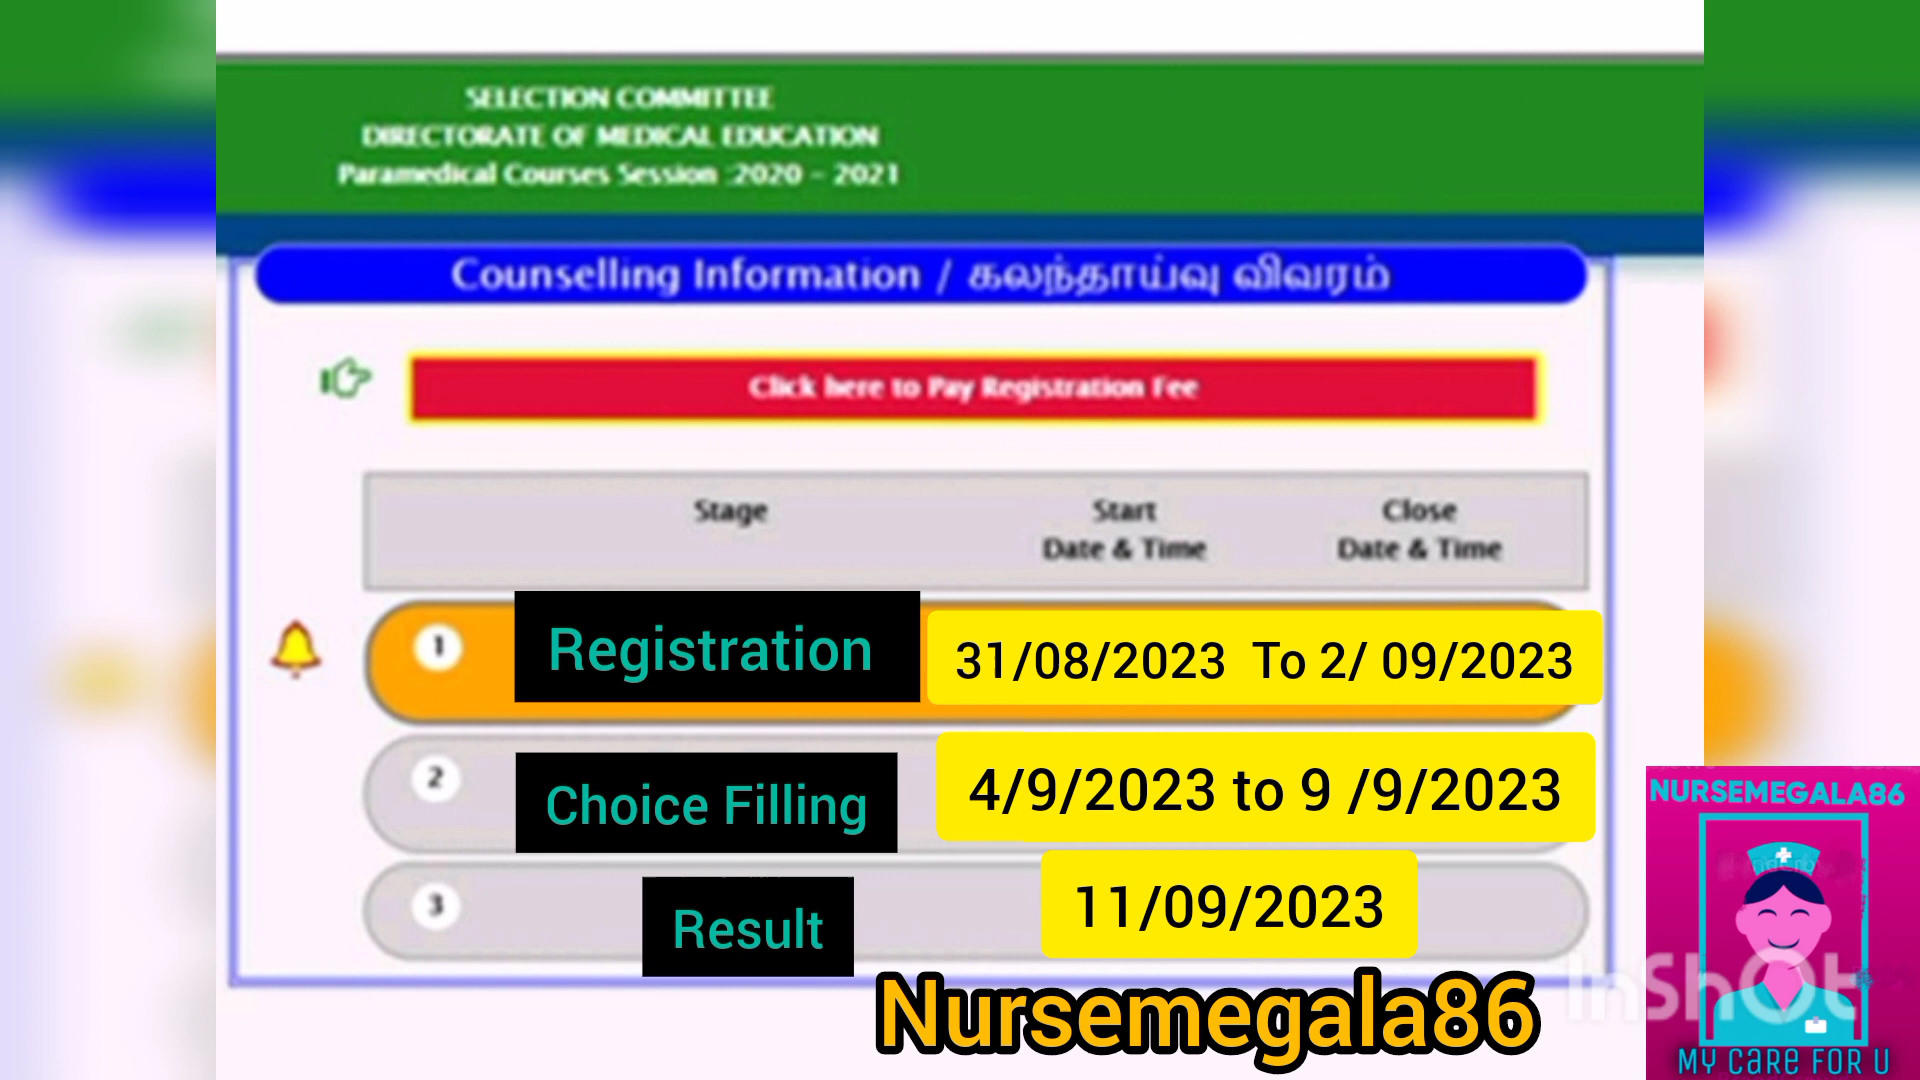 SELECTION COMMITTEE
DIRECTORATE OF MEDICAL EDUCATION
Paramedical Courses Session :2020 - 2021
Counselling Information / கலந்தாய்வு விவரம்
Click here to Pay Registration Fee
Stage Start Close
Date & Time Date & Time
1 Registration 31/08/2023 To 2/ 09/2023
2 Choice Filling 4/9/2023 to 9 /9/2023
3 Result 11/09/2023
NURSEMEGALA86
Nursemegala86
InShOt
MY CARE FOR U